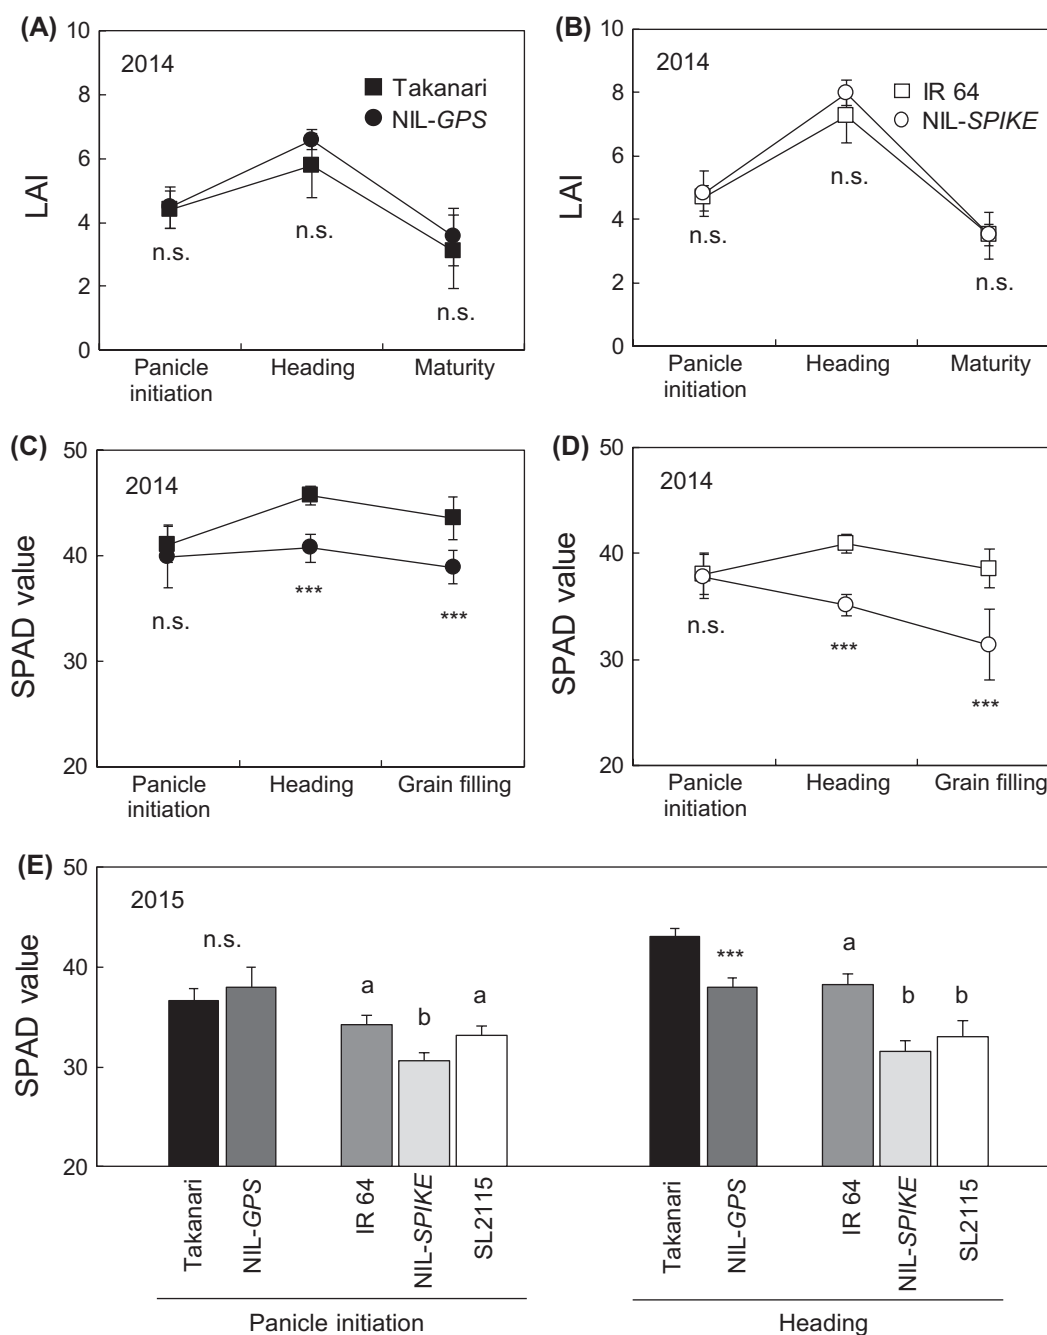 (A)
10
8
6
4
2
0
LAI
2014
Takanari
NIL-GPS
n.s.
n.s.
n.s.
Panicle
initiation
Heading
Maturity
(B)
10
8
6
4
2
0
LAI
2014
IR 64
NIL-SPIKE
n.s.
n.s.
n.s.
Panicle
initiation
Heading
Maturity
(C)
50
40
30
20
SPAD value
2014
n.s.
***
***
Panicle
initiation
Heading
Grain filling
(D)
50
40
30
20
SPAD value
2014
n.s.
***
***
Panicle
initiation
Heading
Grain filling
(E)
50
40
30
20
SPAD value
2015
n.s.
a
b
a
***
a
b
b
Takanari
NIL-GPS
IR 64
NIL-SPIKE
SL2115
Takanari
NIL-GPS
IR 64
NIL-SPIKE
SL2115
Panicle initiation
Heading